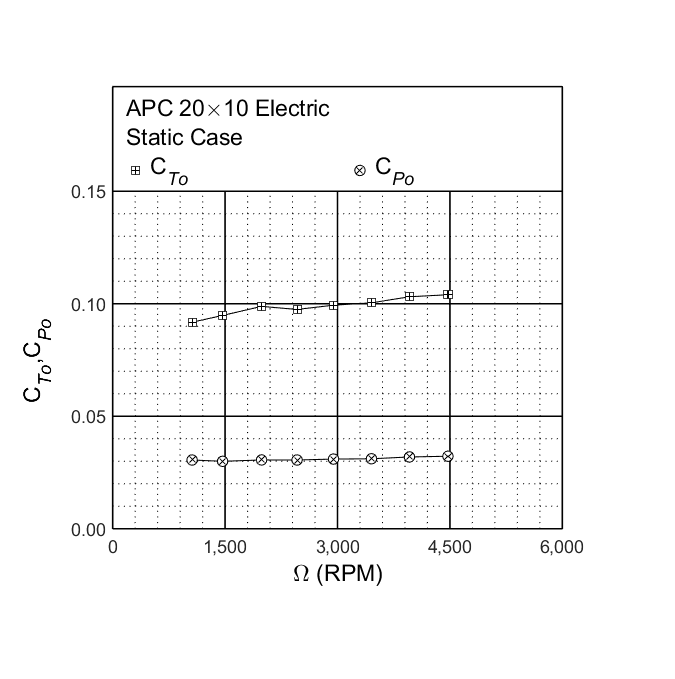 APC 20×10 Electric
Static Case
C_To C_Po
0.15
0.10
0.05
0.00
C_To,C_Po
0 1,500 3,000 4,500 6,000
Ω (RPM)